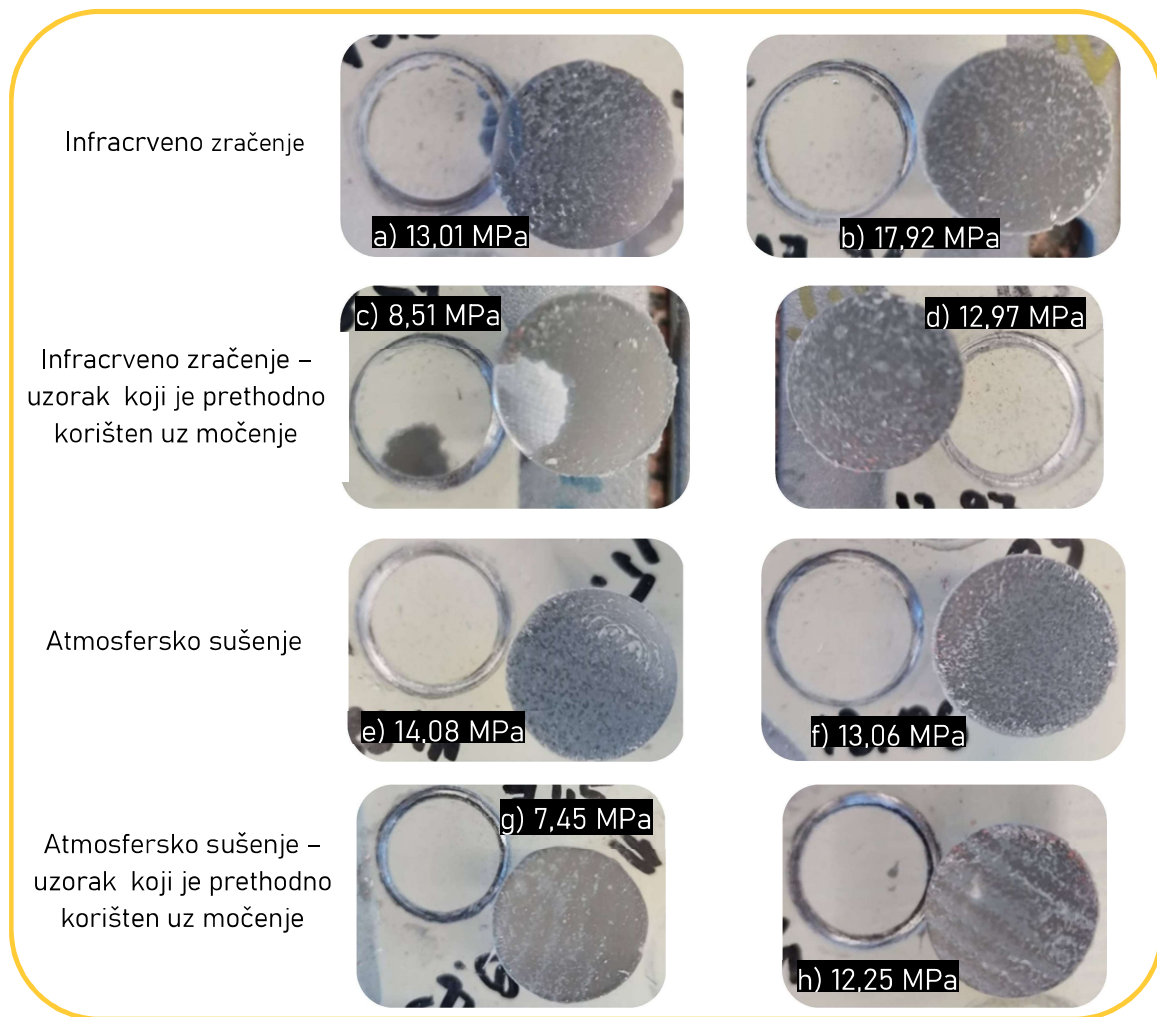 Infracrveno zračenje
a) 13,01 MPa
b) 17,92 MPa
c) 8,51 MPa
d) 12,97 MPa
Infracrveno zračenje –
uzorak koji je prethodno
korišten uz močenje
Atmosfersko sušenje
e) 14,08 MPa
f) 13,06 MPa
g) 7,45 MPa
Atmosfersko sušenje –
uzorak koji je prethodno
korišten uz močenje
h) 12,25 MPa